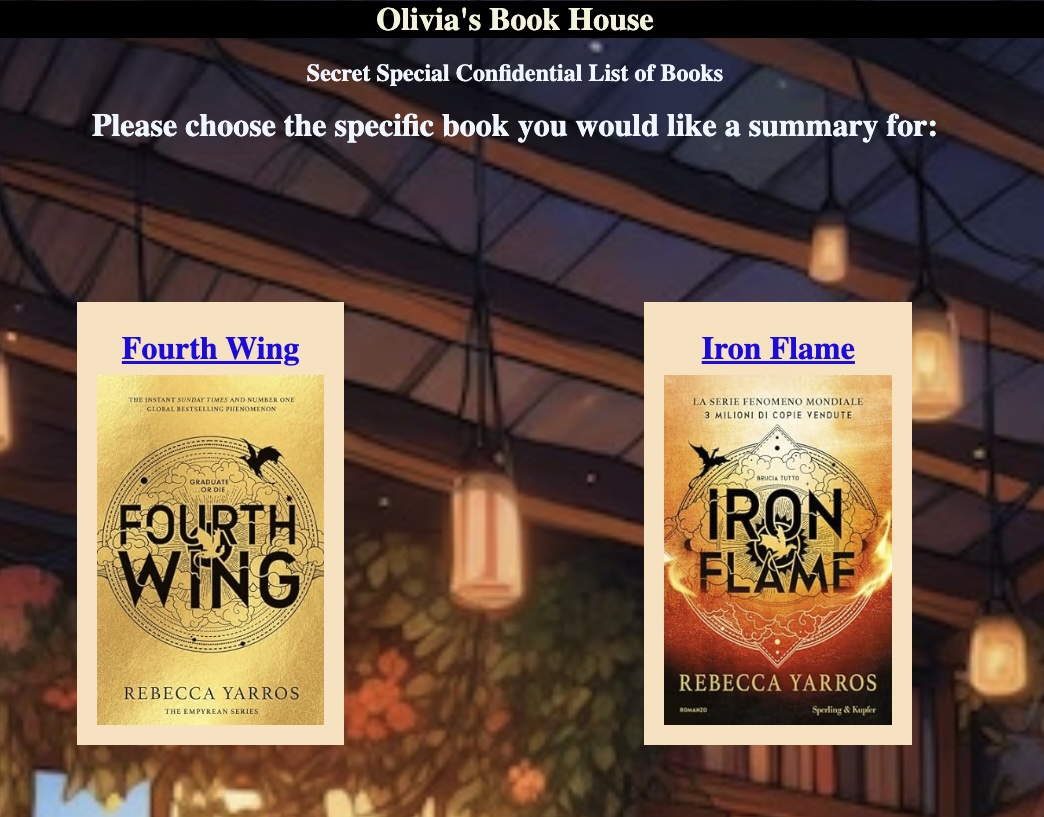 Olivia's Book House
Secret Special Confidential List of Books
Please choose the specific book you would like a summary for:
Fourth Wing
THE INSTANT SUNDAY TIMES AND NUMBER ONE
GLOBAL BESTSELLING PHENOMENON
GRADUATE
OR DIE
FOURTH
WING
REBECCA YARROS
THE EMPYREAN SERIES
Iron Flame
LA SERIE FENOMENO MONDIALE
3 MILIONI DI COPIE VENDUTE
BRUCIA TUTTO
IRON
FLAME
REBECCA YARROS
ROMANZO
Sperling & Kupfer